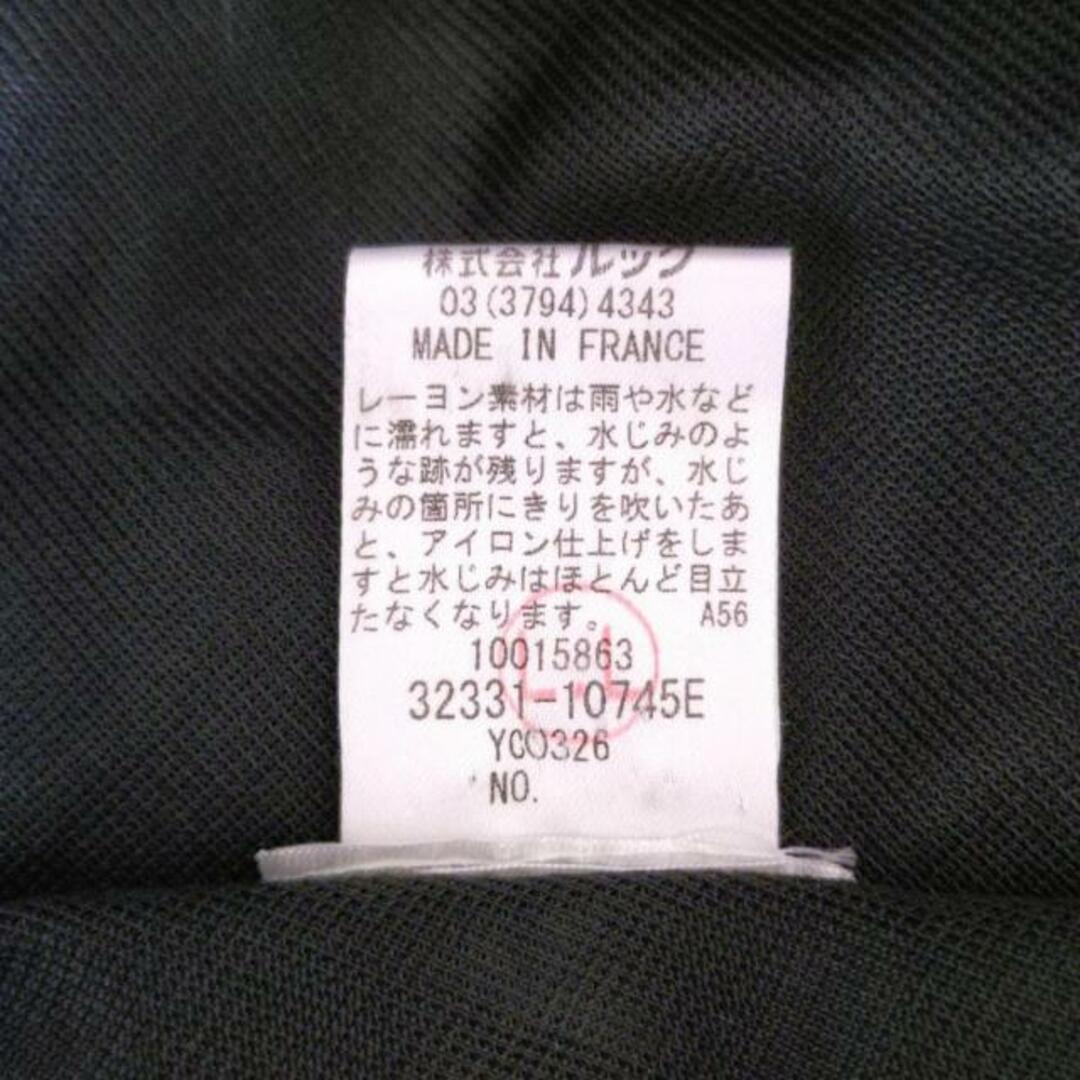 株式会社ルック
03(3794)4343
MADE IN FRANCE
レーヨン素材は雨や水など
に濡れますと、水じみのよ
うな跡が残りますが、水じ
みの箇所にきりを吹いたあ
と、アイロン仕上げをしま
すと水じみはほとんど目立
たなくなります。 A56
10015863
32331-10745E
YC0326
NO.